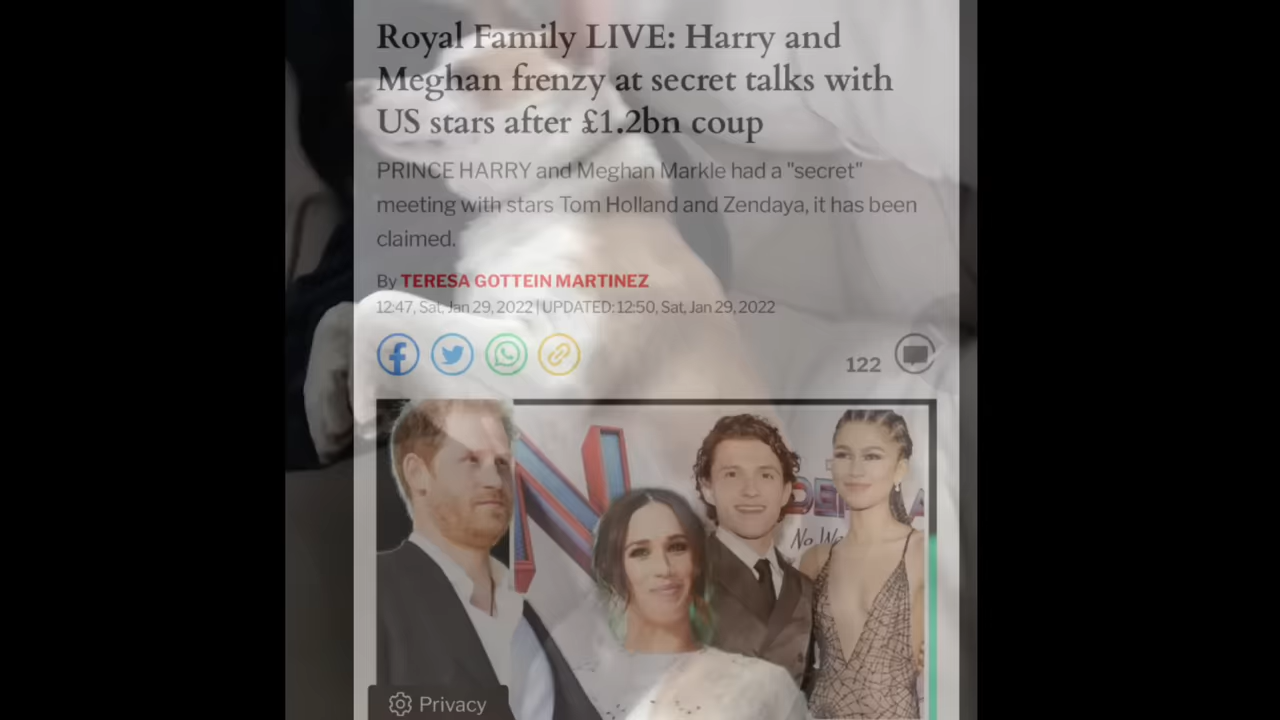 Royal Family LIVE: Harry and
Meghan frenzy at secret talks with
US stars after £1.2bn coup
PRINCE HARRY and Meghan Markle had a "secret"
meeting with stars Tom Holland and Zendaya, it has been
claimed.
By TERESA GOTTEIN MARTINEZ
12:47, Sat, Jan 29, 2022 | UPDATED: 12:50, Sat, Jan 29, 2022
122
N
No W
Privacy